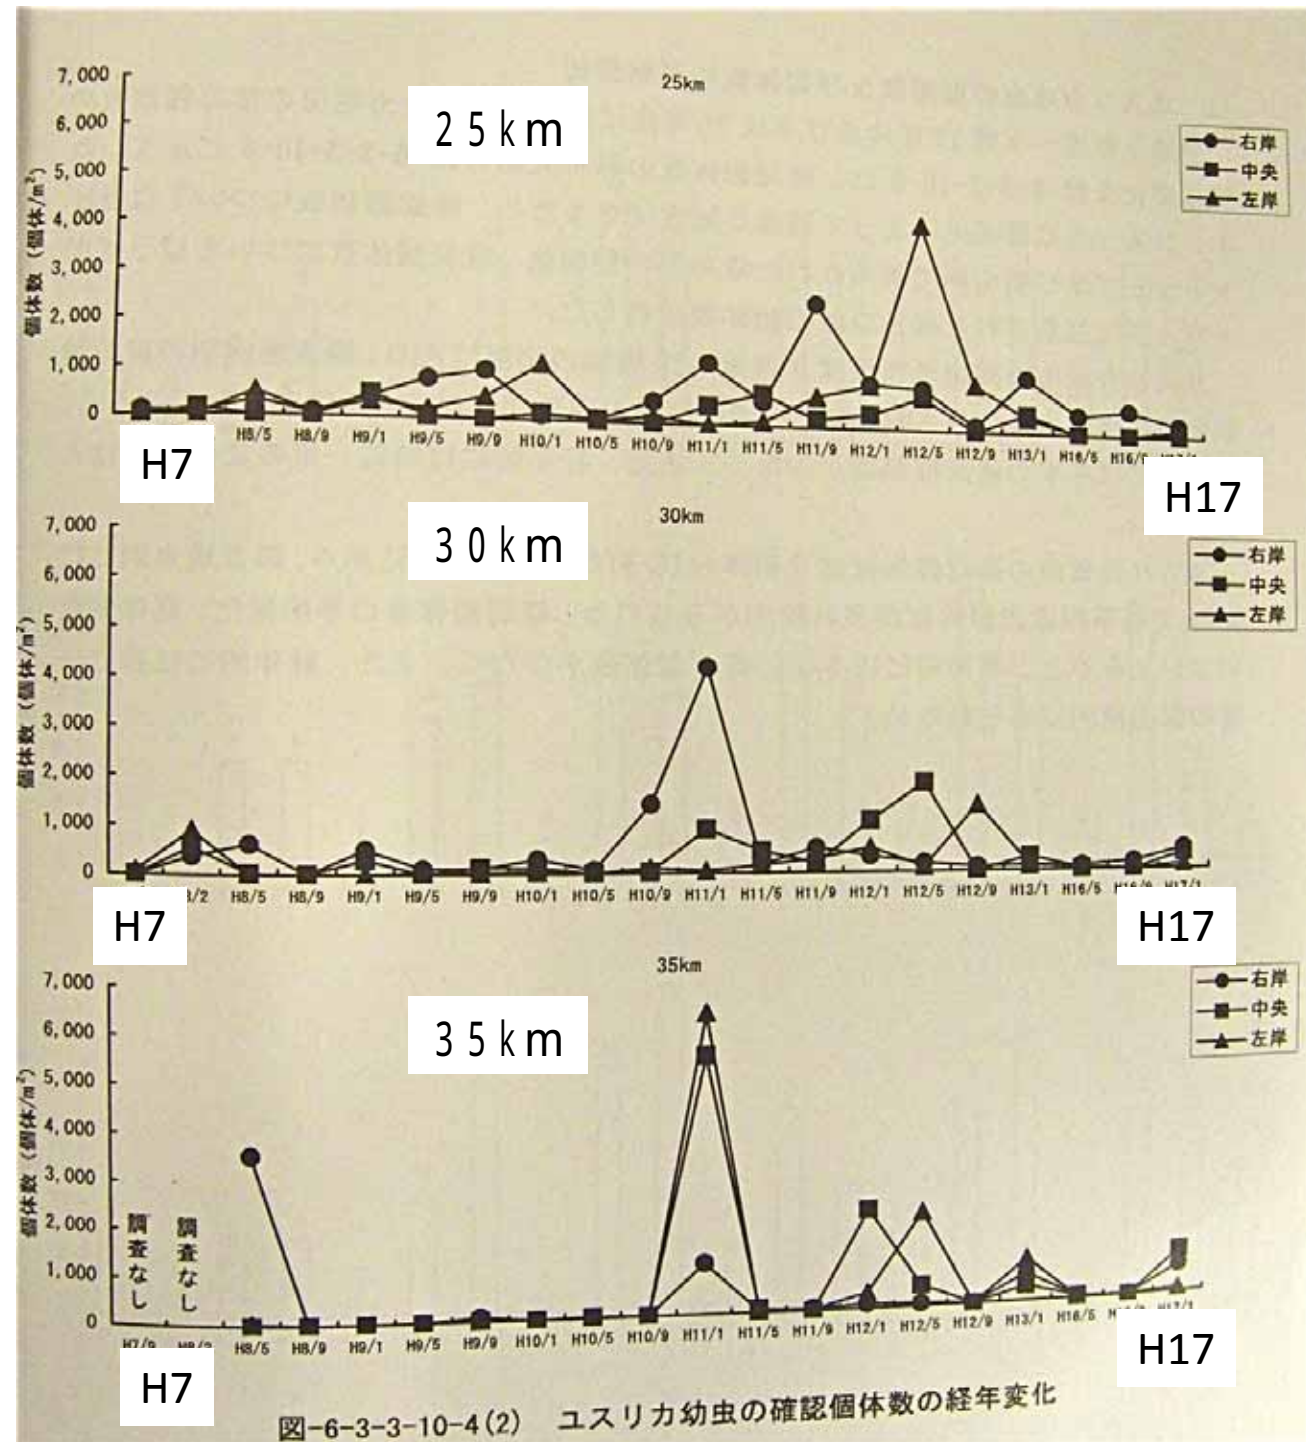 25km
25km
7,000
6,000
5,000
4,000
3,000
2,000
1,000
0
個体数 (個体/m²)
右岸
中央
左岸
H8/5 H8/9 H9/1 H9/5 H9/9 H10/1 H10/5 H10/9 H11/1 H11/5 H11/9 H12/1 H12/5 H12/9 H13/1 H16/5
H7
H17
30km
30km
7,000
6,000
5,000
4,000
3,000
2,000
1,000
0
個体数 (個体/m²)
右岸
中央
左岸
H8/5 H8/9 H9/1 H9/5 H9/9 H10/1 H10/5 H10/9 H11/1 H11/5 H11/9 H12/1 H12/5 H12/9 H13/1 H16/5 H16/9 H17/1
H7
H17
35km
35km
7,000
6,000
5,000
4,000
3,000
2,000
1,000
0
個体数 (個体/m²)
右岸
中央
左岸
調査なし
調査なし
H8/5 H8/9 H9/1 H9/5 H9/9 H10/1 H10/5 H10/9 H11/1 H11/5 H11/9 H12/1 H12/5 H12/9 H13/1 H16/5 H17/1
H7
H17
図-6-3-3-10-4(2) ユスリカ幼虫の確認個体数の経年変化